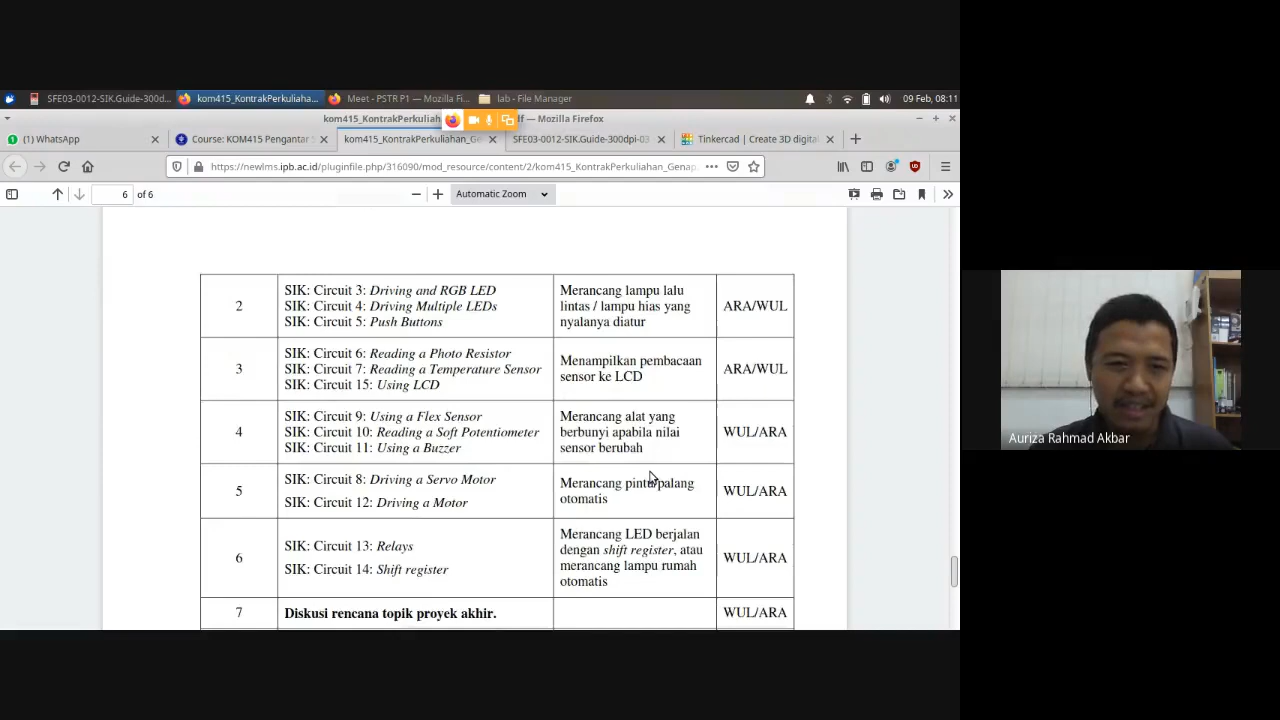 SFE03-0012-SIK.Guide-300d...
kom415_KontrakPerkuliaha...
Meet - PSTR P1 — Mozilla Fi...
lab - File Manager
09 Feb, 08:11
kom415_KontrakPerkuliah
df — Mozilla Firefox
(1) WhatsApp
Course: KOM415 Pengantar
kom415_KontrakPerkuliahan_Ge
SFE03-0012-SIK.Guide-300dpi-03
Tinkercad | Create 3D digital
https://newlms.ipb.ac.id/pluginfile.php/316090/mod_resource/content/2/kom415_KontrakPerkuliahan_Genap
6 of 6
Automatic Zoom
2
SIK: Circuit 3: Driving and RGB LED
SIK: Circuit 4: Driving Multiple LEDs
SIK: Circuit 5: Push Buttons
Merancang lampu lalu
lintas / lampu hias yang
nyalanya diatur
ARA/WUL
3
SIK: Circuit 6: Reading a Photo Resistor
SIK: Circuit 7: Reading a Temperature Sensor
SIK: Circuit 15: Using LCD
Menampilkan pembacaan
sensor ke LCD
ARA/WUL
4
SIK: Circuit 9: Using a Flex Sensor
SIK: Circuit 10: Reading a Soft Potentiometer
SIK: Circuit 11: Using a Buzzer
Merancang alat yang
berbunyi apabila nilai
sensor berubah
WUL/ARA
5
SIK: Circuit 8: Driving a Servo Motor
SIK: Circuit 12: Driving a Motor
Merancang pintu/palang
otomatis
WUL/ARA
6
SIK: Circuit 13: Relays
SIK: Circuit 14: Shift register
Merancang LED berjalan
dengan shift register, atau
merancang lampu rumah
otomatis
WUL/ARA
7
Diskusi rencana topik proyek akhir.
WUL/ARA
Auriza Rahmad Akbar